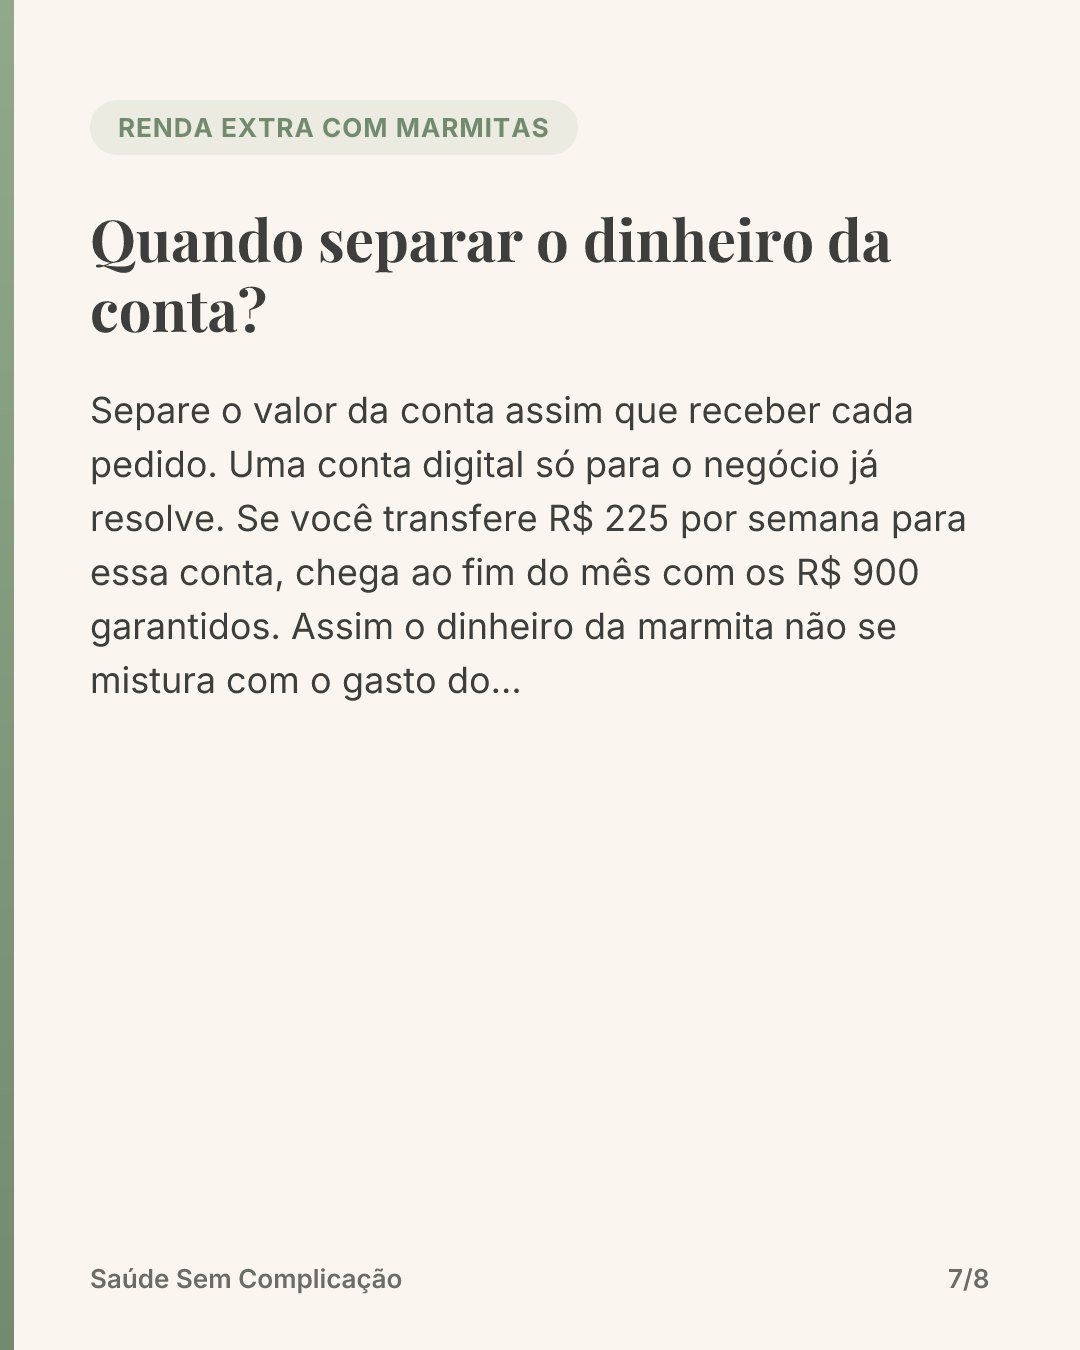 RENDA EXTRA COM MARMITAS
Quando separar o dinheiro da
conta?
Separe o valor da conta assim que receber cada
pedido. Uma conta digital só para o negócio já
resolve. Se você transfere R$ 225 por semana para
essa conta, chega ao fim do mês com os R$ 900
garantidos. Assim o dinheiro da marmita não se
mistura com o gasto do...
Saúde Sem Complicação
7/8